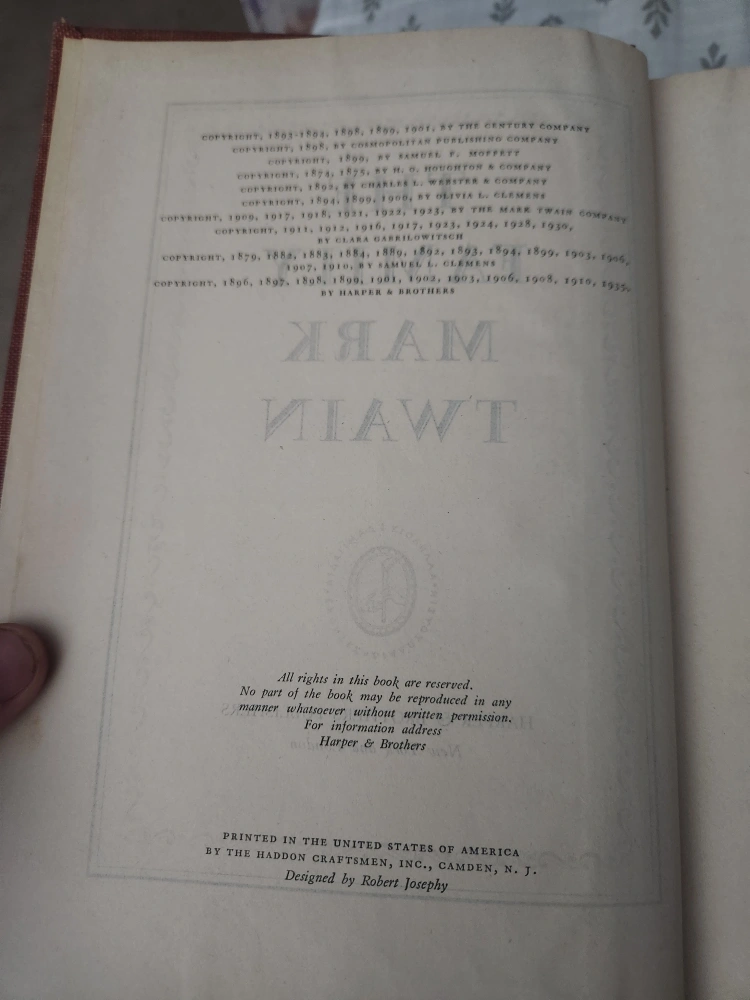 COPYRIGHT, 1893-1894, 1898, 1899, 1901, BY THE CENTURY COMPANY
COPYRIGHT, 1898, BY COSMOPOLITAN PUBLISHING COMPANY
COPYRIGHT, 1899, BY SAMUEL E. MOFFETT
COPYRIGHT, 1874, 1875, BY H. O. HOUGHTON & COMPANY
COPYRIGHT, 1892, BY CHARLES L. WEBSTER & COMPANY
COPYRIGHT, 1894, 1899, 1900, BY OLIVIA L. CLEMENS
COPYRIGHT, 1909, 1917, 1918, 1921, 1922, 1923, BY THE MARK TWAIN COMPANY
COPYRIGHT, 1911, 1912, 1916, 1917, 1923, 1924, 1928, 1930,
BY CLARA GABRILOWITSCH
COPYRIGHT, 1879, 1882, 1883, 1884, 1889, 1892, 1893, 1894, 1899, 1903, 1906,
1907, 1910, BY SAMUEL L. CLEMENS
COPYRIGHT, 1896, 1897, 1898, 1899, 1901, 1902, 1903, 1906, 1908, 1910, 1935,
BY HARPER & BROTHERS
MARK
TWAIN
All rights in this book are reserved.
No part of the book may be reproduced in any
manner whatsoever without written permission.
For information address
Harper & Brothers
PRINTED IN THE UNITED STATES OF AMERICA
BY THE HADDON CRAFTSMEN, INC., CAMDEN, N. J.
Designed by Robert Josephy